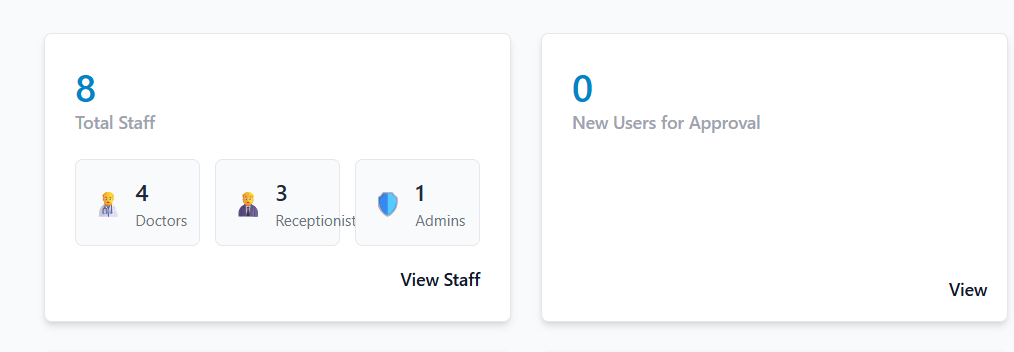 8
Total Staff
4
Doctors
3
Receptionist
1
Admins
View Staff
0
New Users for Approval
View